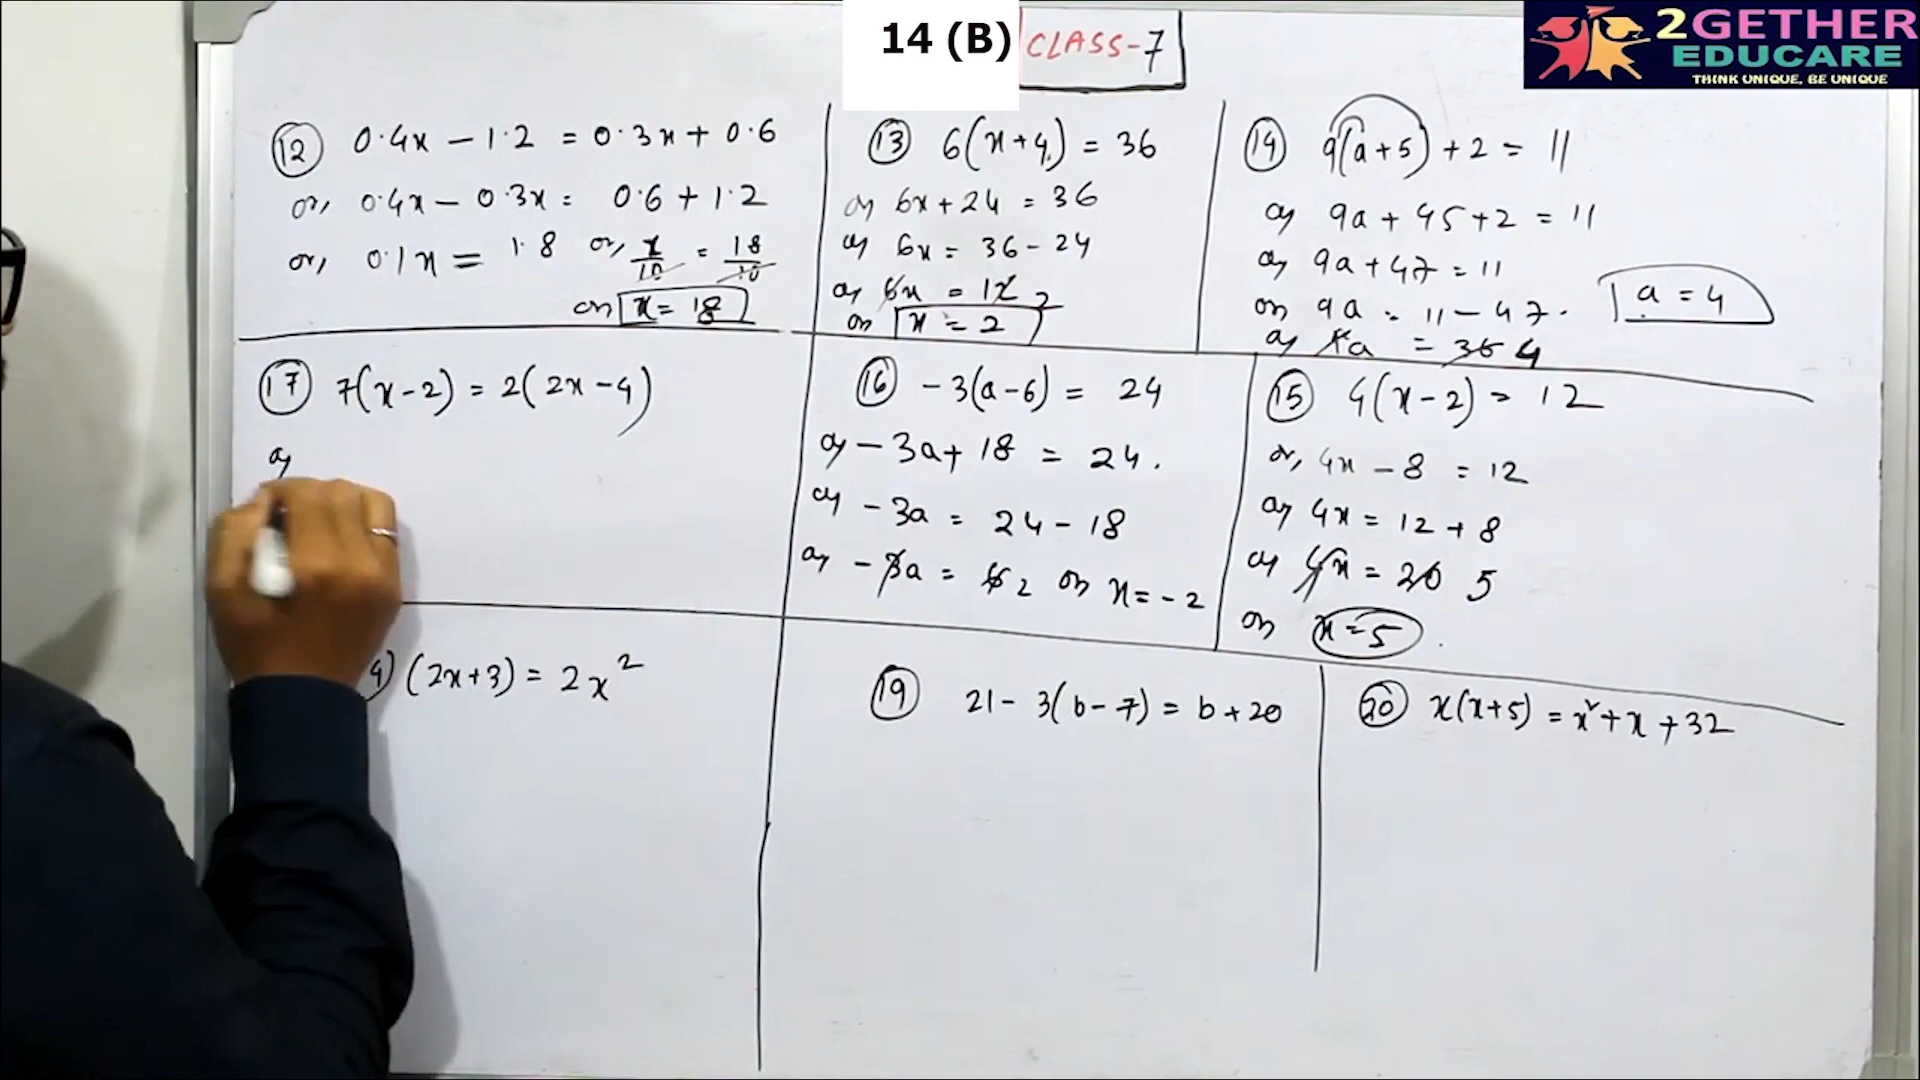 14 (B)
CLASS-7
2GETHER
EDUCARE
THINK UNIQUE, BE UNIQUE
12 0.4x - 1.2 = 0.3x + 0.6
or, 0.4x - 0.3x = 0.6 + 1.2
or, 0.1x = 1.8 or, x/10 = 18/10
or x = 18
13 6(x+4) = 36
or 6x + 24 = 36
or 6x = 36 - 24
or 6x = 12 2
or x = 2
14 9(a+5) + 2 = 11
or 9a + 45 + 2 = 11
or 9a + 47 = 11
or 9a = 11 - 47.
or a = 36 4
a = 4
17 7(x-2) = 2(2x-4)
or
16 -3(a-6) = 24
or -3a + 18 = 24.
or -3a = 24 - 18
or -3a = 6 2 or x = -2
15 4(x-2) = 12
or, 4x - 8 = 12
or 4x = 12 + 8
or 4x = 20 5
or x = 5
4) (2x+3) = 2x²
19 21 - 3(b-7) = b + 20
20 x(x+5) = x² + x + 32